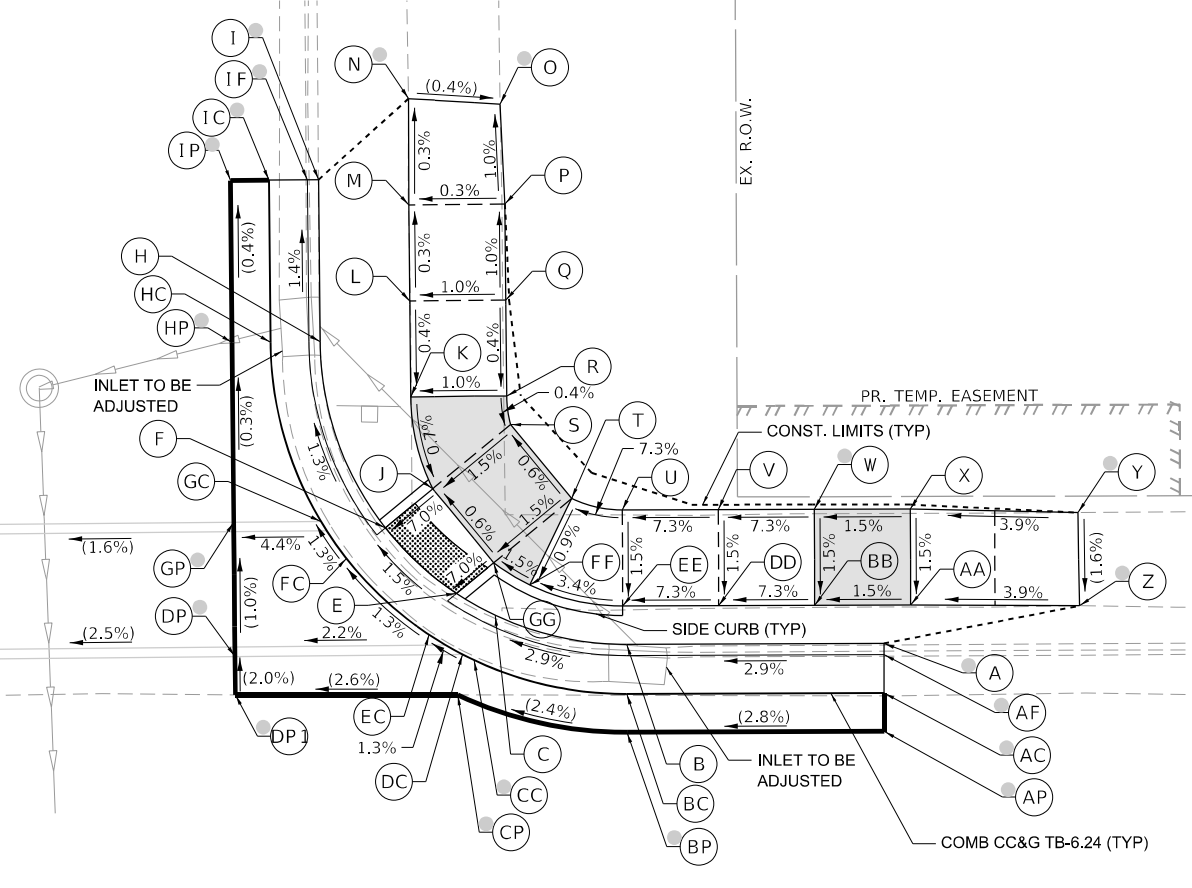 I
N
O
IF
(0.4%)
IC
IP
0.3%
1.0%
EX. R.O.W.
M
0.3%
P
(0.4%)
1.4%
H
0.3%
1.0%
L
Q
HC
1.0%
HP
0.4%
0.4%
K
R
INLET TO BE
ADJUSTED
1.0%
0.4%
PR. TEMP. EASEMENT
(0.3%)
F
0.7%
S
T
CONST. LIMITS (TYP)
1.3%
1.5%
0.6%
7.3%
J
U
V
W
X
Y
GC
7.0%
0.6%
1.5%
7.3%
7.3%
1.5%
3.9%
(1.6%)
4.4%
1.3%
0.9%
FF
1.5%
EE
1.5%
DD
1.5%
BB
1.5%
AA
(1.6%)
GP
FC
1.5%
7.0%
1.5%
3.4%
7.3%
7.3%
1.5%
3.9%
Z
(1.0%)
E
GG
DP
(2.5%)
2.2%
1.3%
SIDE CURB (TYP)
2.9%
2.9%
A
(2.0%)
(2.6%)
EC
(2.4%)
(2.8%)
AF
DP1
1.3%
C
B
INLET TO BE
ADJUSTED
AC
DC
CC
BC
AP
CP
BP
COMB CC&G TB-6.24 (TYP)